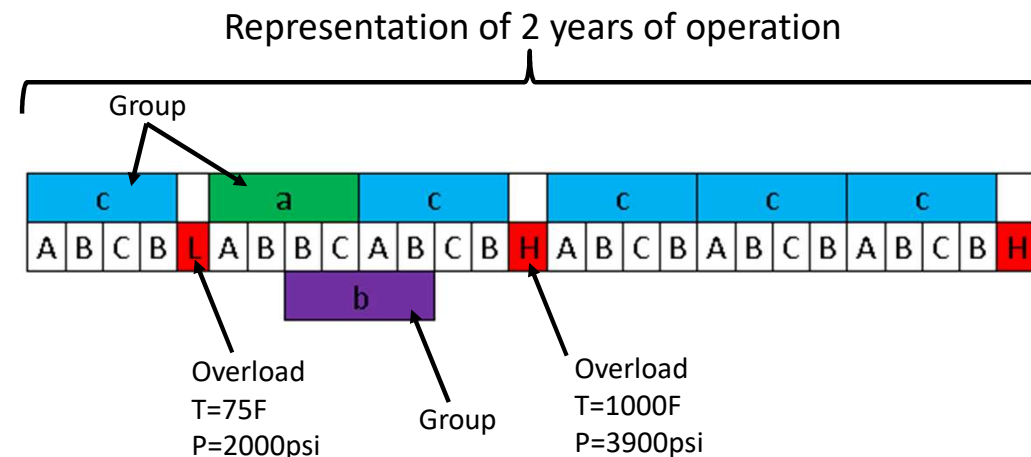 Representation of 2 years of operation
Group
c a c c c c
A B C B L A B B C A B C B H A B C B A B C B A B C B H
b
Overload
T=75F
P=2000psi
Group
Overload
T=1000F
P=3900psi